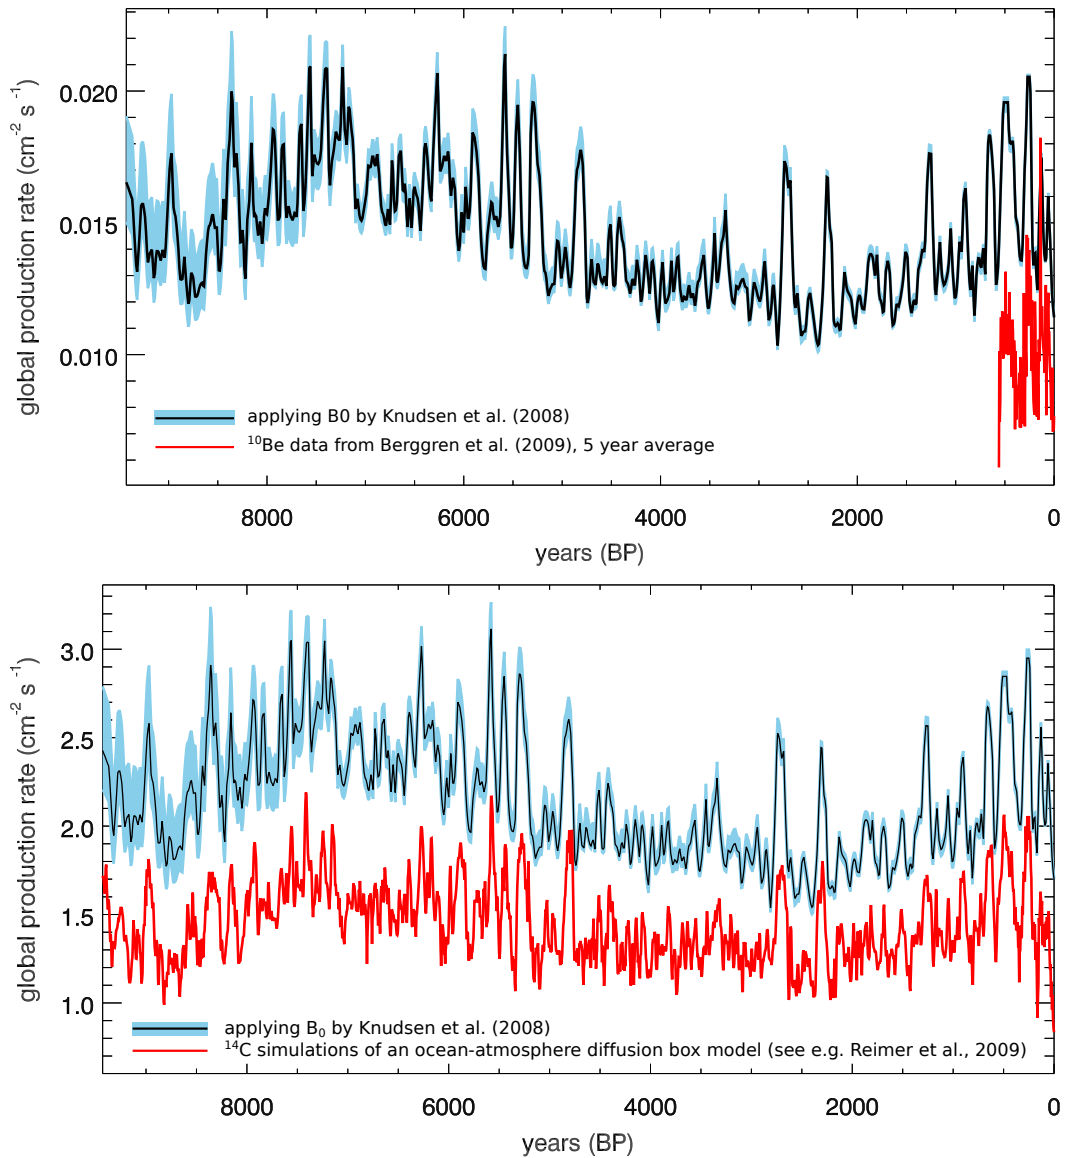 global production rate (cm⁻² s⁻¹)
0.020
0.015
0.010
applying B0 by Knudsen et al. (2008)
¹⁰Be data from Berggren et al. (2009), 5 year average
8000 6000 4000 2000 0
years (BP)
global production rate (cm⁻² s⁻¹)
3.0
2.5
2.0
1.5
1.0
applying B₀ by Knudsen et al. (2008)
¹⁴C simulations of an ocean-atmosphere diffusion box model (see e.g. Reimer et al., 2009)
8000 6000 4000 2000 0
years (BP)